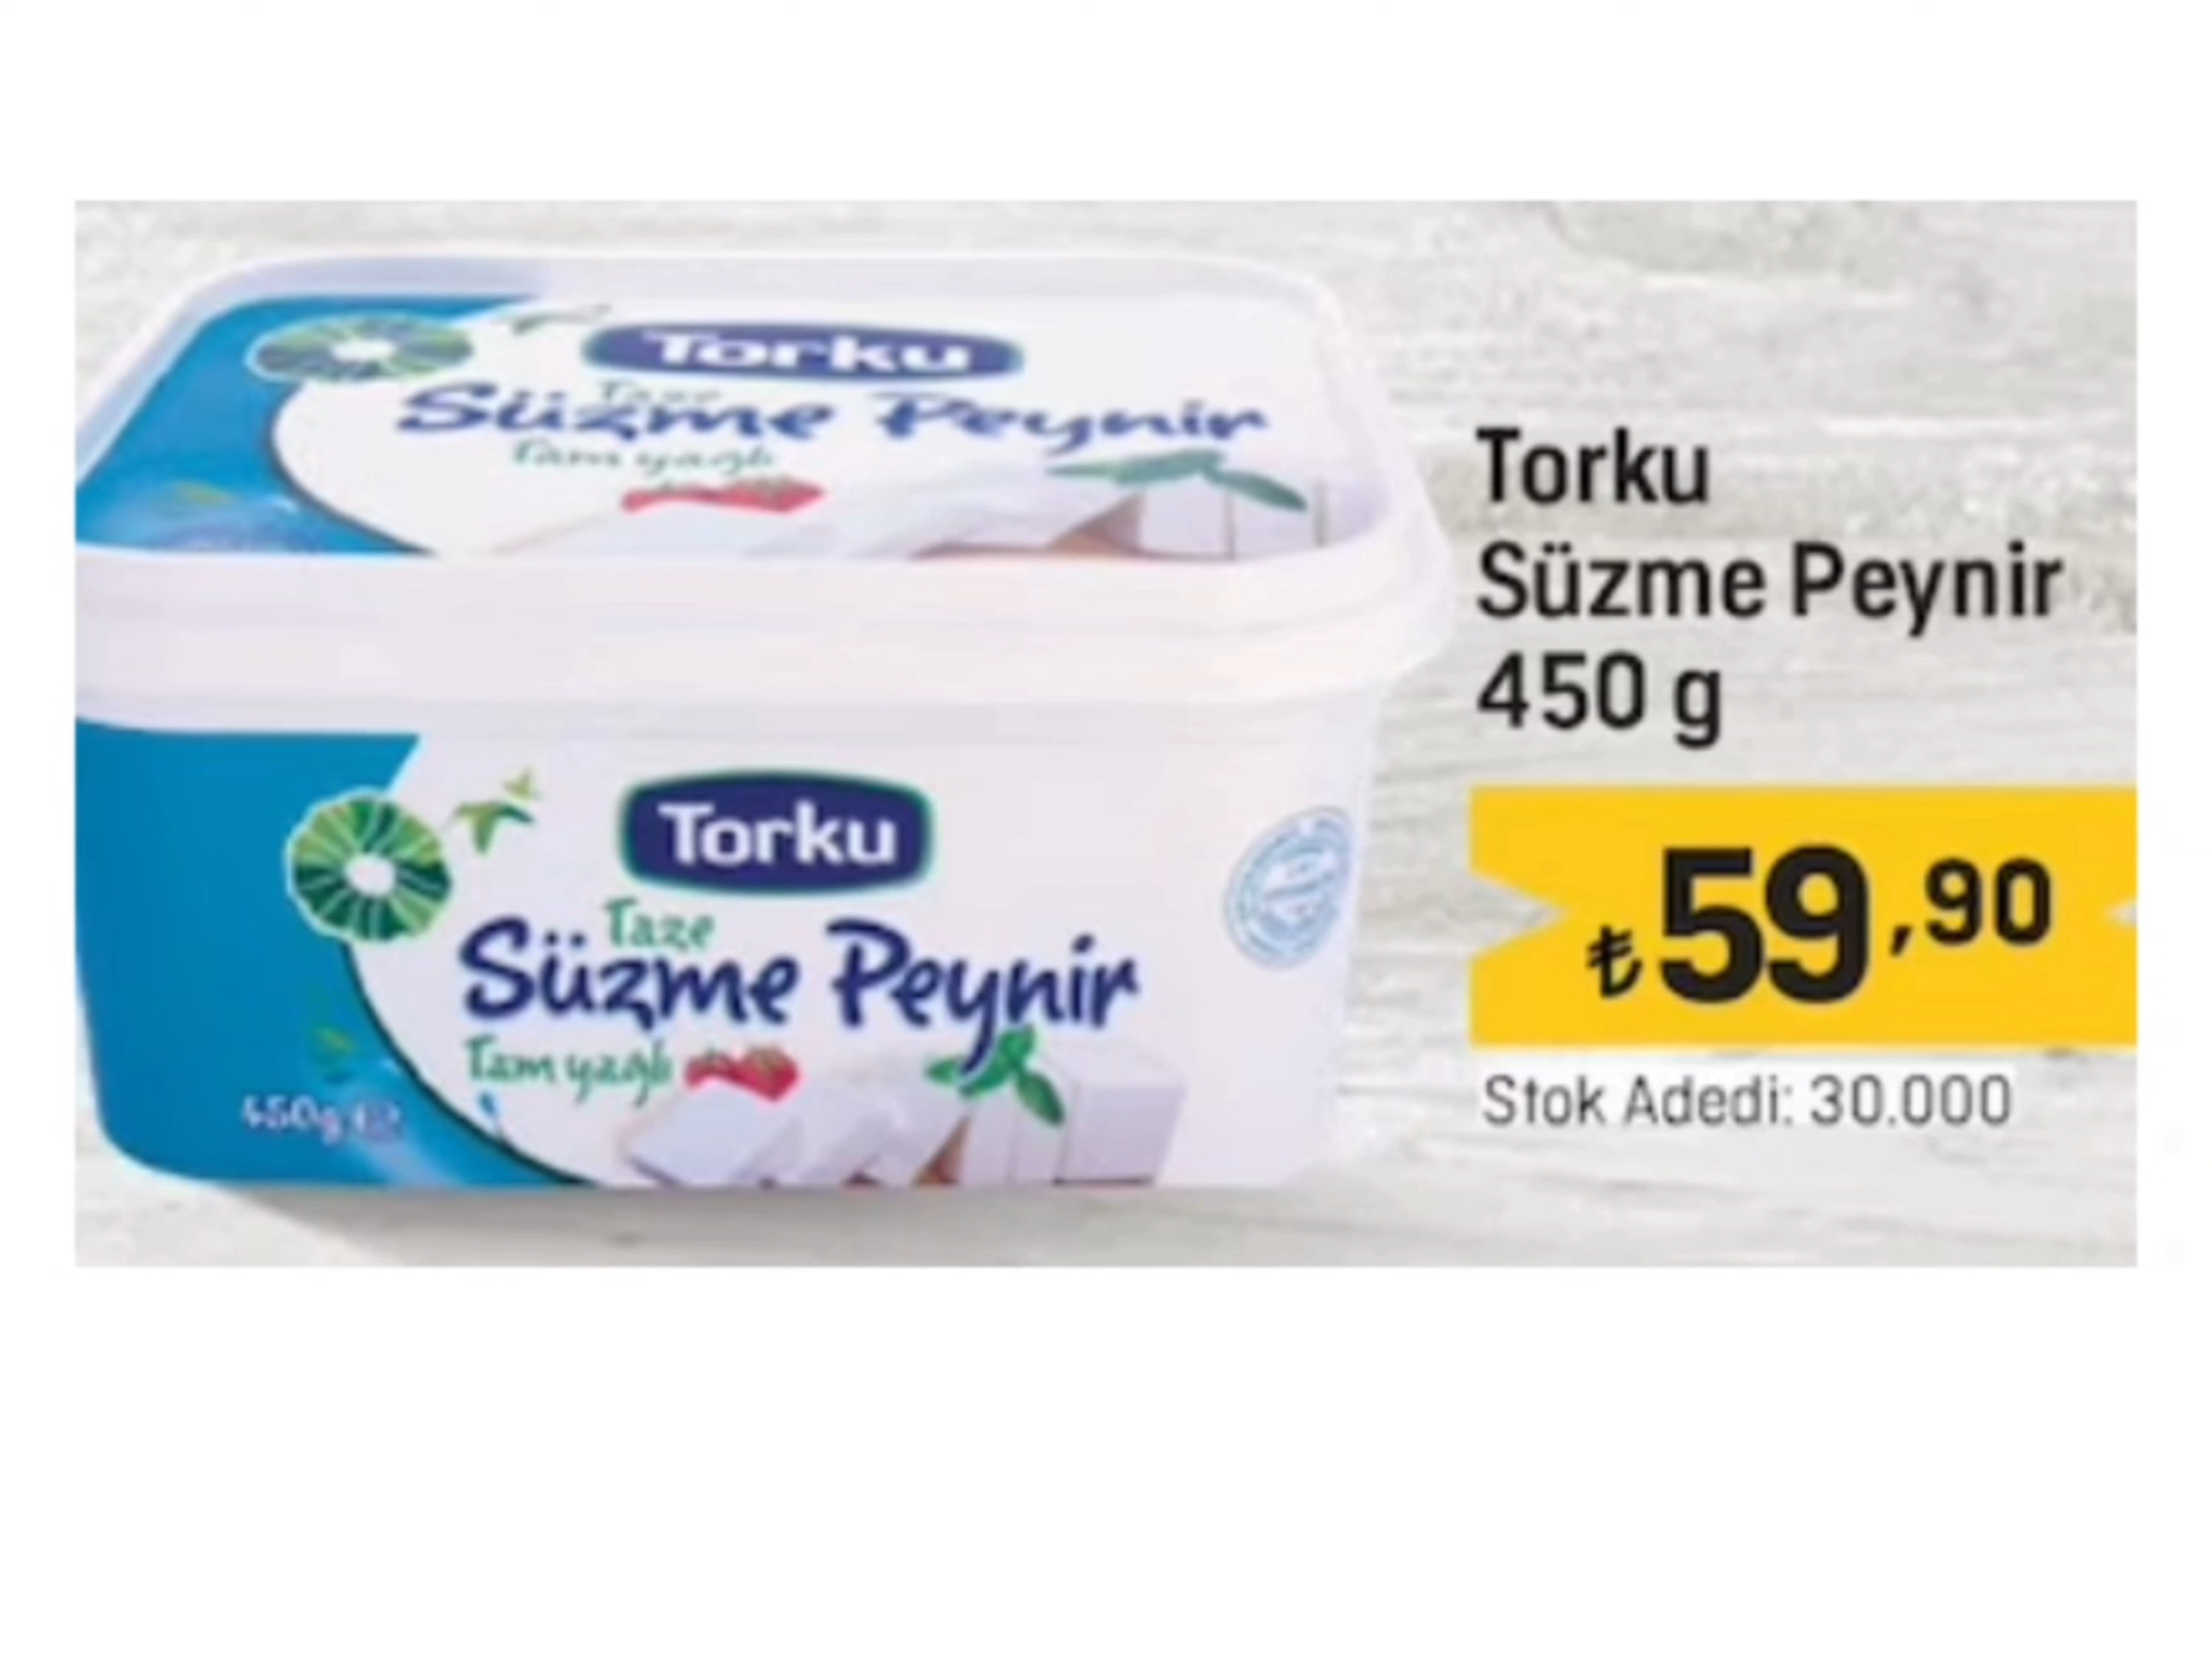 Torku
Taze
Süzme Peynir
Tam yağlı
Torku
Taze
Süzme Peynir
Tam yağlı
450g e
Torku
Süzme Peynir
450 g
₺59,90
Stok Adedi: 30.000